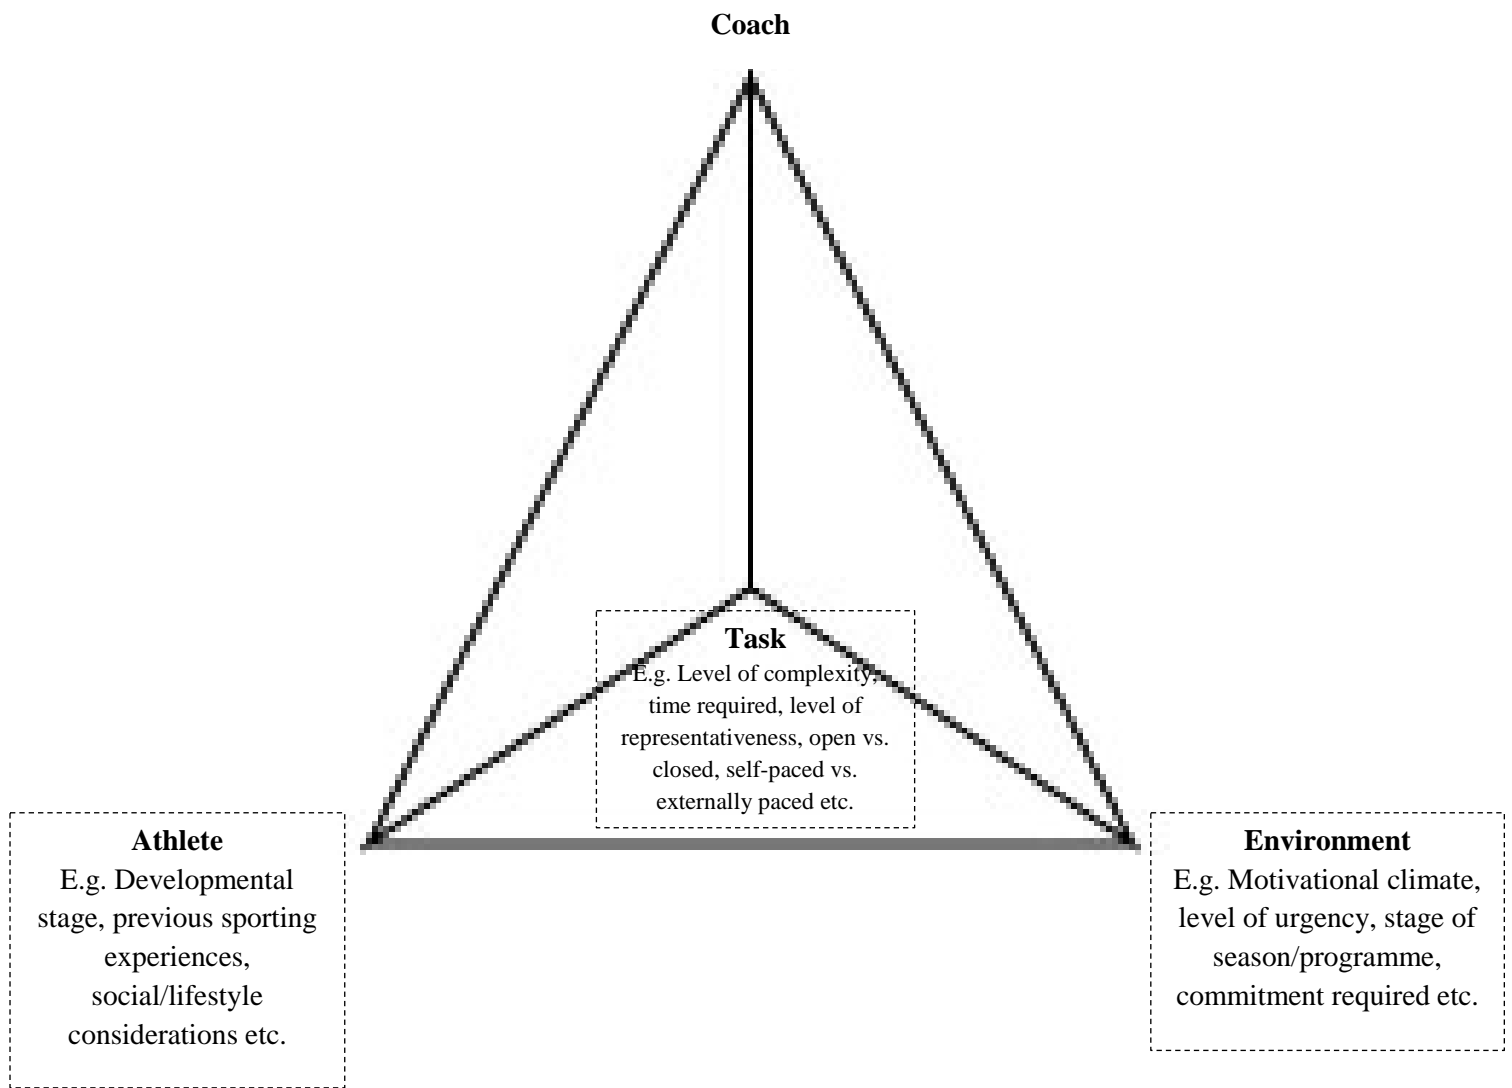 Coach
Task
E.g. Level of complexity,
time required, level of
representativeness, open vs.
closed, self-paced vs.
externally paced etc.
Athlete
E.g. Developmental
stage, previous sporting
experiences,
social/lifestyle
considerations etc.
Environment
E.g. Motivational climate,
level of urgency, stage of
season/programme,
commitment required etc.